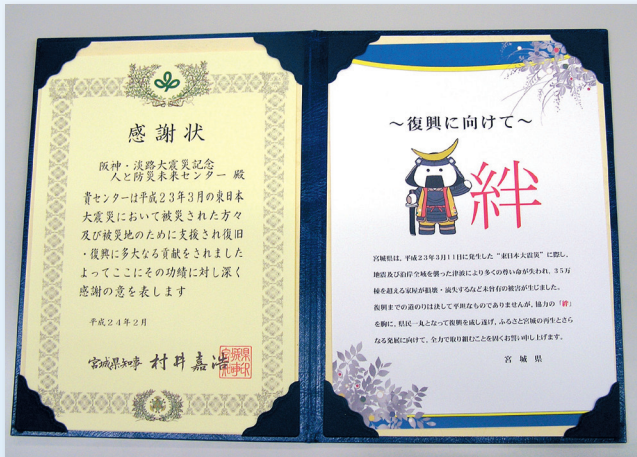 感謝状
阪神・淡路大震災記念
人と防災未来センター 殿
貴センターは平成23年3月の東日本
大震災において被災された方々
及び被災地のために支援され復旧
・復興に多大なる貢献をされました
よってここにその功績に対し深く
感謝の意を表します
平成24年2月
宮城県知事 村井嘉浩
~復興に向けて~
絆
宮城県は、平成23年3月11日に発生した“東日本大震災”に際し、
地震及び沿岸全域を襲った津波により多くの尊い命が失われ、35万
棟を超える家屋が損壊・流失するなど未曾有の被害が生じました。
復興までの道のりは決して平坦なものでありませんが、協力の「絆」
を胸に、県民一丸となって復興を成し遂げ、ふるさと宮城の再生とさら
なる発展に向けて、全力で取り組むことを固くお誓い申し上げます。
宮 城 県